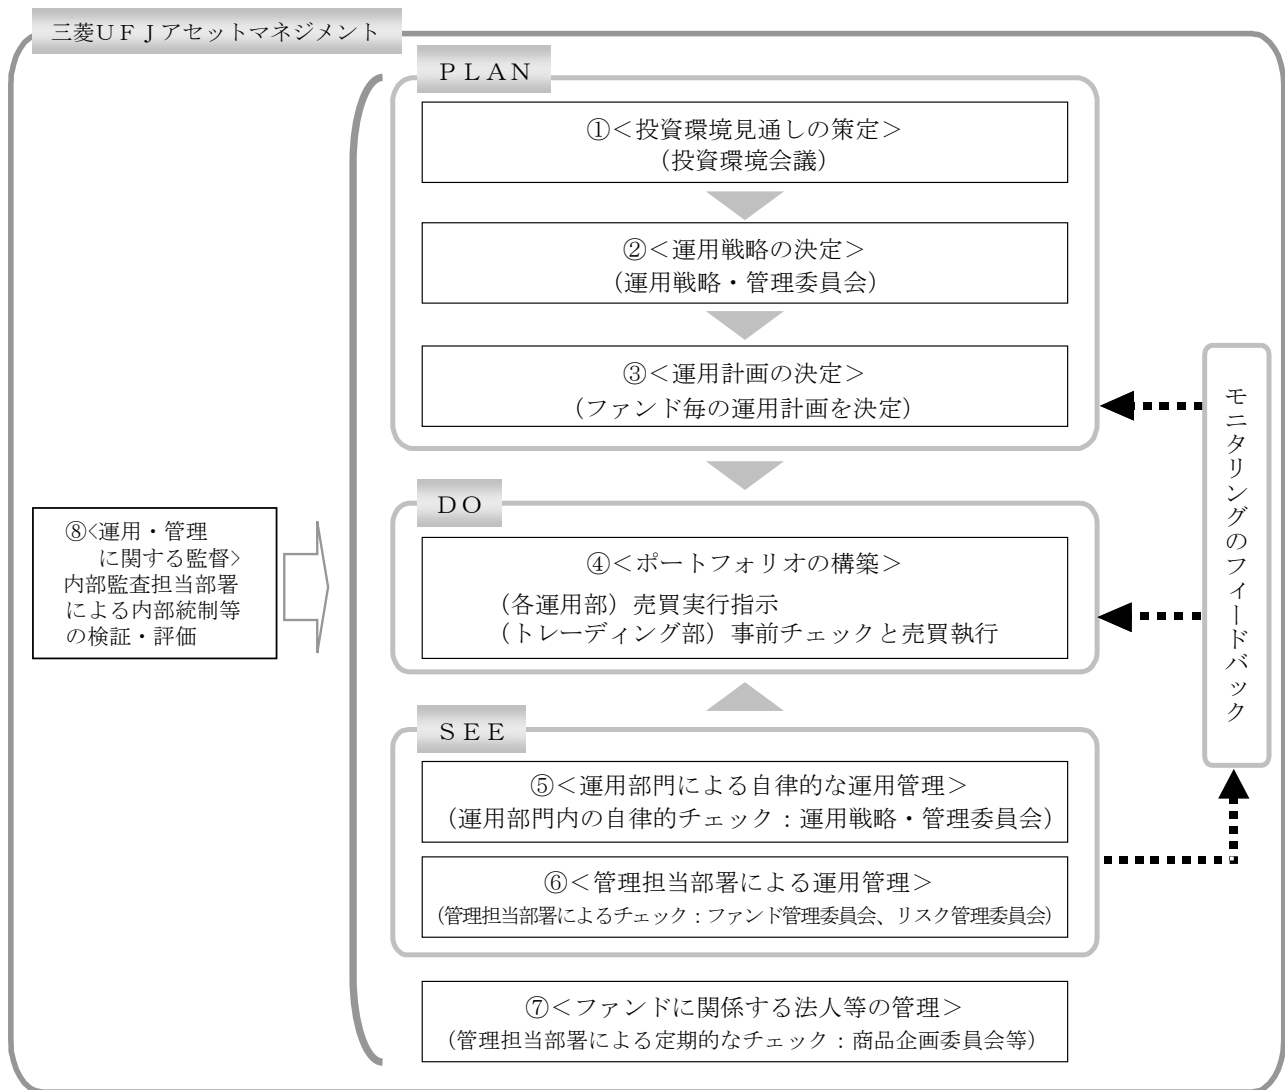 三菱ＵＦＪアセットマネジメント
ＰＬＡＮ
①＜投資環境見通しの策定＞
（投資環境会議）
②＜運用戦略の決定＞
（運用戦略・管理委員会）
③＜運用計画の決定＞
（ファンド毎の運用計画を決定）
ＤＯ
④＜ポートフォリオの構築＞
（各運用部）売買実行指示
（トレーディング部）事前チェックと売買執行
ＳＥＥ
⑤＜運用部門による自律的な運用管理＞
（運用部門内の自律的チェック：運用戦略・管理委員会）
⑥＜管理担当部署による運用管理＞
（管理担当部署によるチェック：ファンド管理委員会、リスク管理委員会）
⑦＜ファンドに関係する法人等の管理＞
（管理担当部署による定期的なチェック：商品企画委員会等）
⑧〈運用・管理
に関する監督〉
内部監査担当部署
による内部統制等
の検証・評価
モニタリングのフィードバック